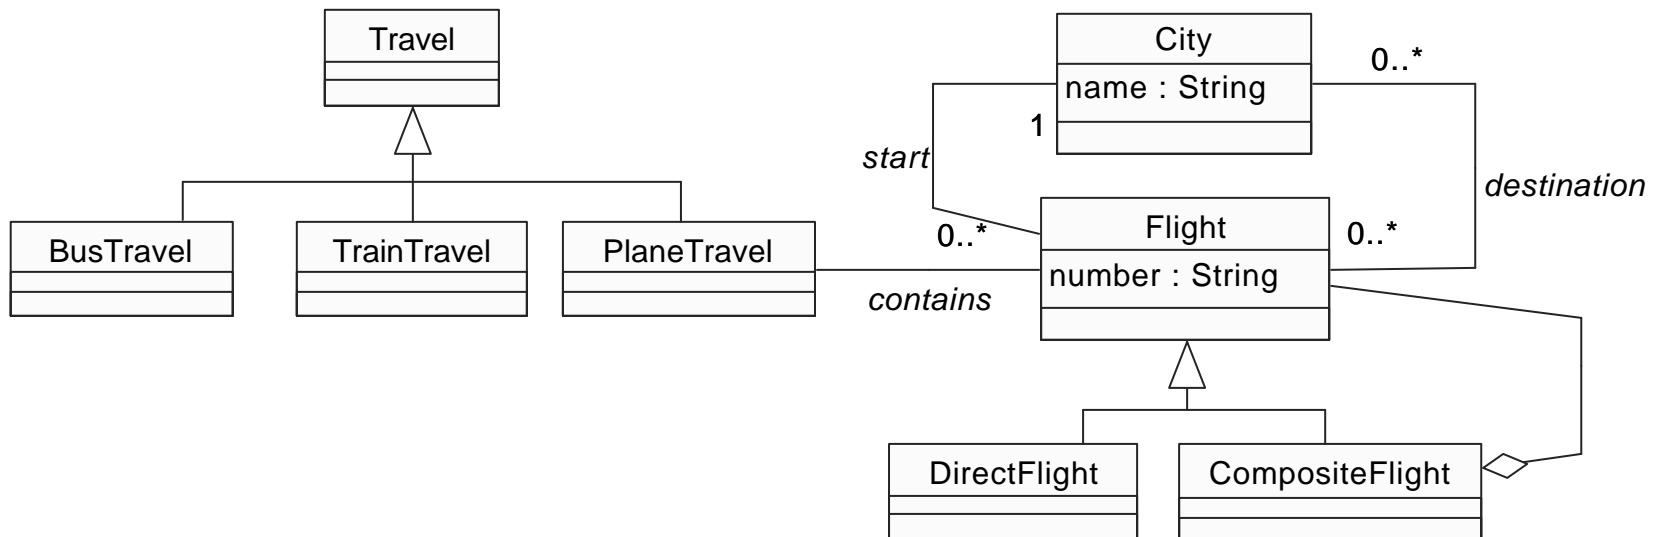 Travel
City
name : String
0..*
1
start
destination
BusTravel
TrainTravel
PlaneTravel
0..*
Flight
0..*
number : String
contains
DirectFlight
CompositeFlight